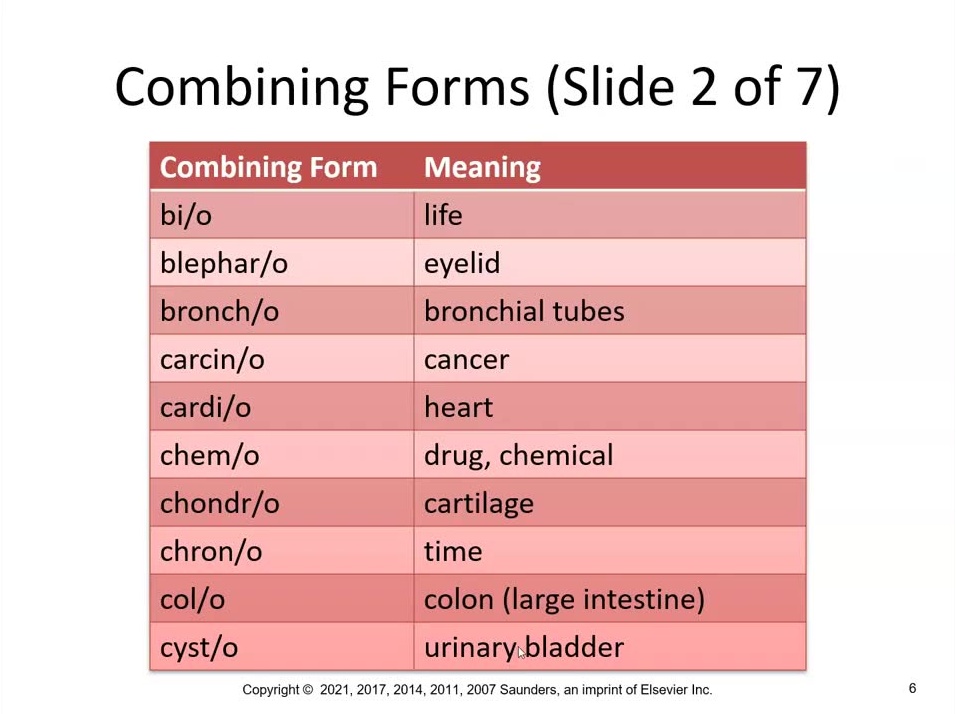 Combining Forms (Slide 2 of 7)
Combining Form Meaning
bi/o life
blephar/o eyelid
bronch/o bronchial tubes
carcin/o cancer
cardi/o heart
chem/o drug, chemical
chondr/o cartilage
chron/o time
col/o colon (large intestine)
cyst/o urinary bladder
Copyright © 2021, 2017, 2014, 2011, 2007 Saunders, an imprint of Elsevier Inc.
6